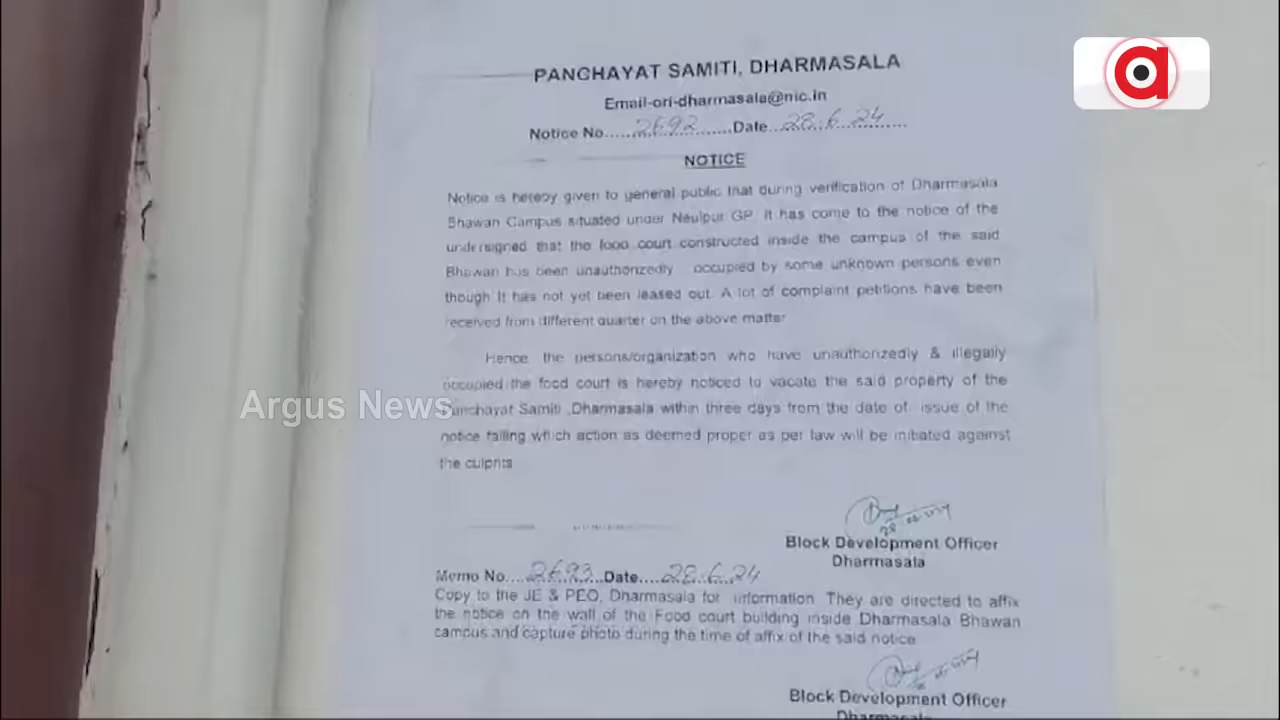 PANCHAYAT SAMITI, DHARMASALA
Email-ori-dharmasala@nic.in
Notice No......2692.......Date...28.6.24.......
NOTICE
Notice is hereby given to general public that during verification of Dharmasala
Bhawan Campus situated under Neulpur GP, it has come to the notice of the
undersigned that the food court constructed inside the campus of the said
Bhawan has been unauthorizedly occupied by some unknown persons even
though it has not yet been leased out. A lot of complaint petitions have been
received from different quarter on the above matter
Hence, the persons/organization who have unauthorizedly & illegally
occupied the food court is hereby noticed to vacate the said property of the
Panchayat Samiti ,Dharmasala within three days from the date of issue of the
notice failing which action as deemed proper as per law will be initiated against
the culprits
Argus News
Block Development Officer
Dharmasala
Memo No....2693...Date....28.6.24
Copy to the JE & PEO, Dharmasala for information. They are directed to affix
the notice on the wall of the Food court building inside Dharmasala Bhawan
campus and capture photo during the time of affix of the said notice
Block Development Officer
Dharmasala
a